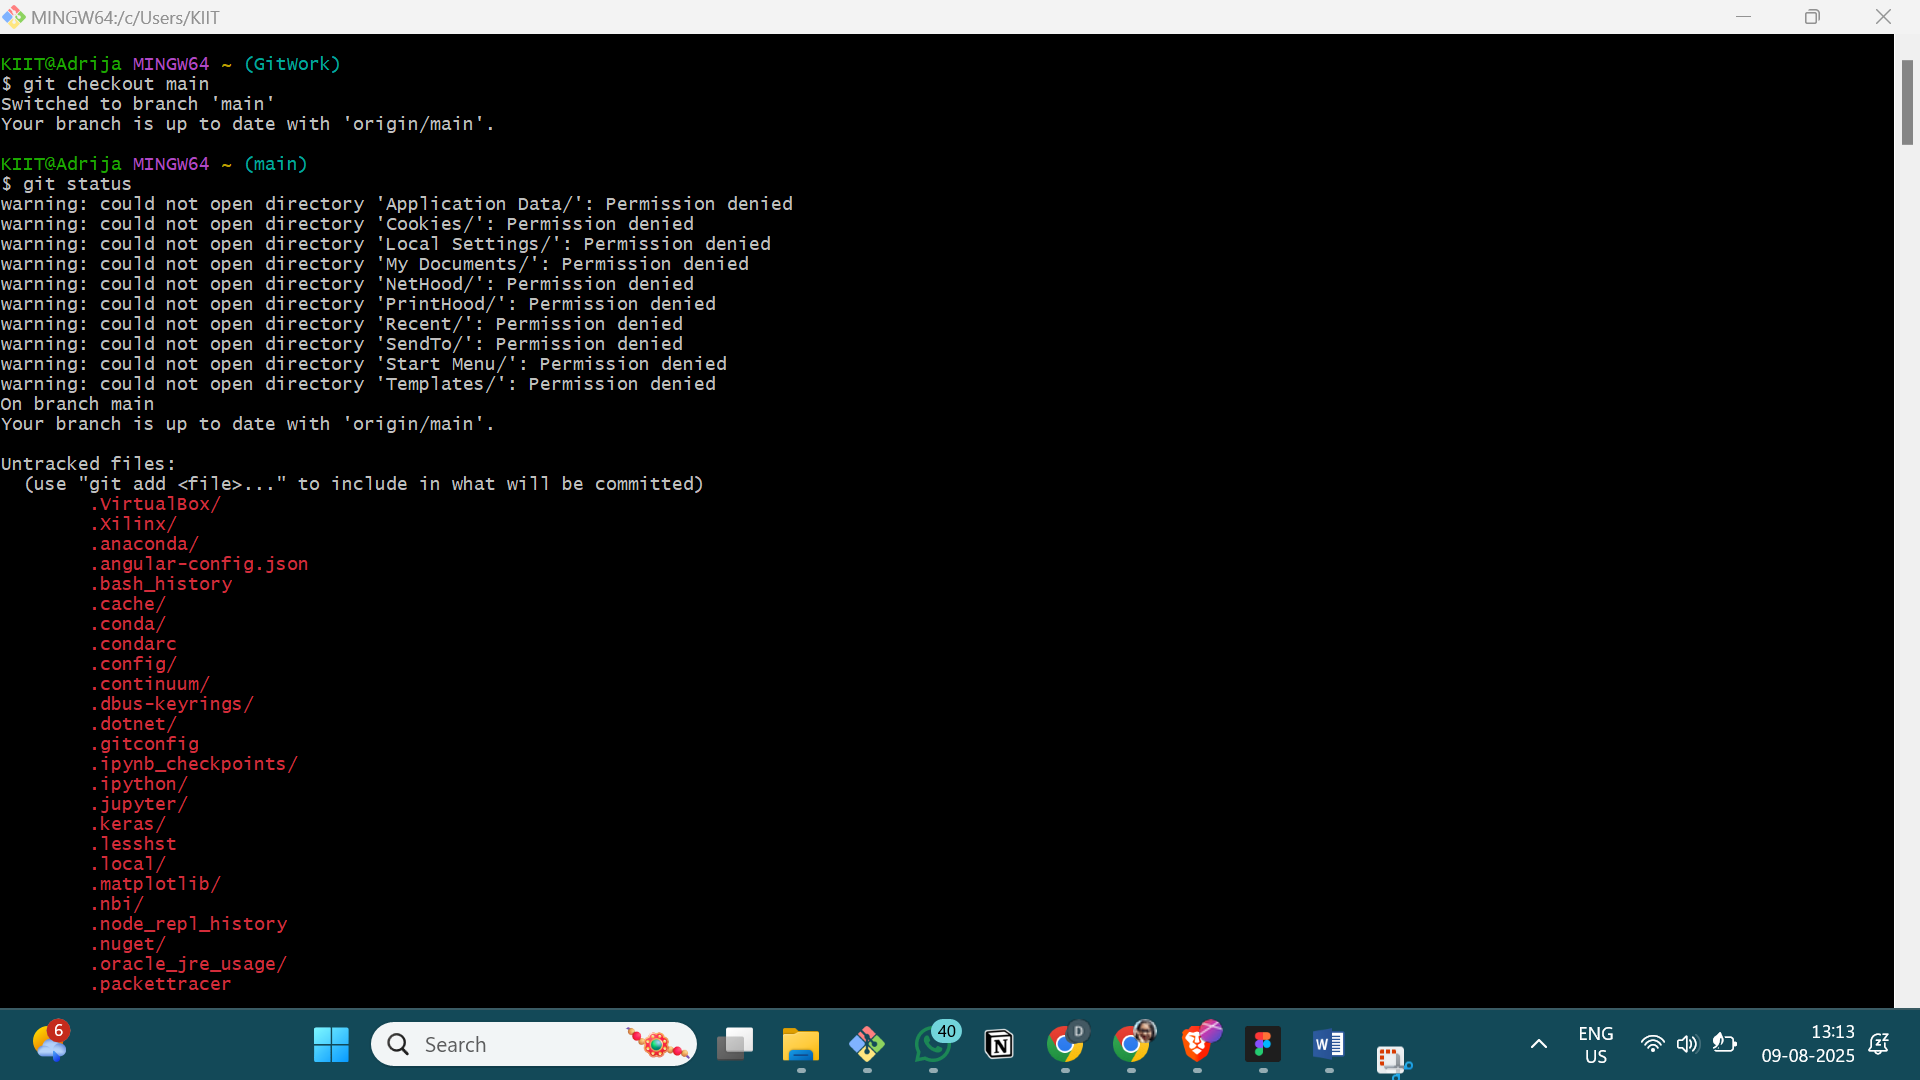 MINGW64:/c/Users/KIIT
KIIT@Adrija MINGW64 ~ (GitWork)
$ git checkout main
Switched to branch 'main'
Your branch is up to date with 'origin/main'.
KIIT@Adrija MINGW64 ~ (main)
$ git status
warning: could not open directory 'Application Data/': Permission denied
warning: could not open directory 'Cookies/': Permission denied
warning: could not open directory 'Local Settings/': Permission denied
warning: could not open directory 'My Documents/': Permission denied
warning: could not open directory 'NetHood/': Permission denied
warning: could not open directory 'PrintHood/': Permission denied
warning: could not open directory 'Recent/': Permission denied
warning: could not open directory 'SendTo/': Permission denied
warning: could not open directory 'Start Menu/': Permission denied
warning: could not open directory 'Templates/': Permission denied
On branch main
Your branch is up to date with 'origin/main'.
Untracked files:
  (use "git add <file>..." to include in what will be committed)
        .VirtualBox/
        .Xilinx/
        .anaconda/
        .angular-config.json
        .bash_history
        .cache/
        .conda/
        .condarc
        .config/
        .continuum/
        .dbus-keyrings/
        .dotnet/
        .gitconfig
        .ipynb_checkpoints/
        .ipython/
        .jupyter/
        .keras/
        .lesshst
        .local/
        .matplotlib/
        .nbi/
        .node_repl_history
        .nuget/
        .oracle_jre_usage/
        .packettracer
6
Search
40
D
W
ENG
US
13:13
09-08-2025